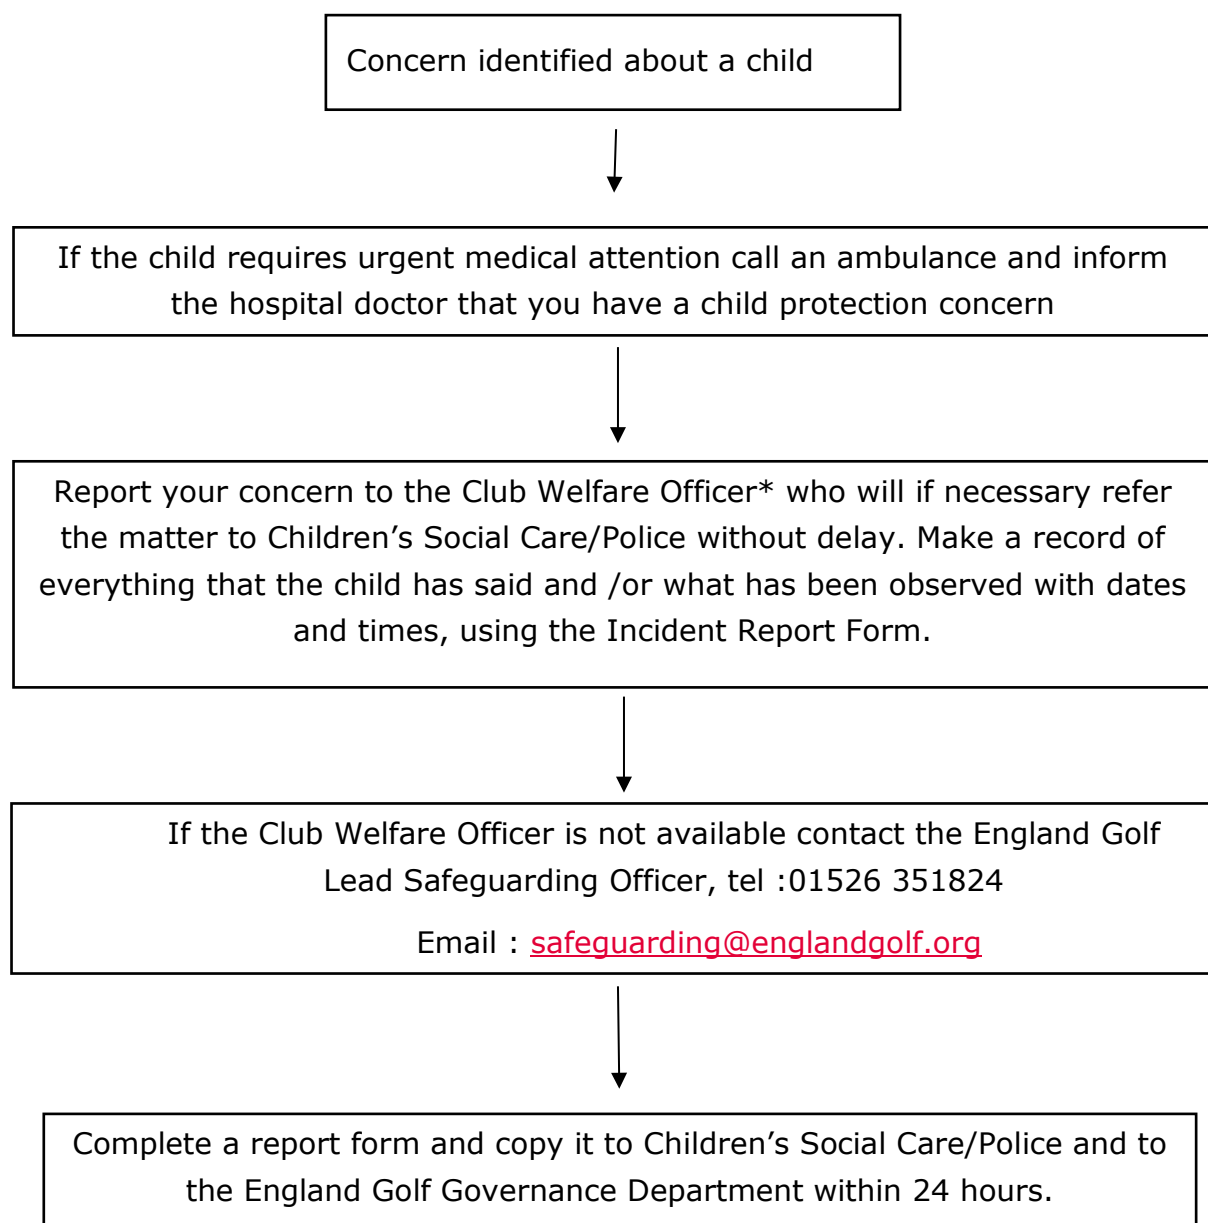 Concern identified about a child
If the child requires urgent medical attention call an ambulance and inform
the hospital doctor that you have a child protection concern
Report your concern to the Club Welfare Officer* who will if necessary refer
the matter to Children’s Social Care/Police without delay. Make a record of
everything that the child has said and /or what has been observed with dates
and times, using the Incident Report Form.
If the Club Welfare Officer is not available contact the England Golf
Lead Safeguarding Officer, tel :01526 351824
Email : safeguarding@englandgolf.org
Complete a report form and copy it to Children’s Social Care/Police and to
the England Golf Governance Department within 24 hours.